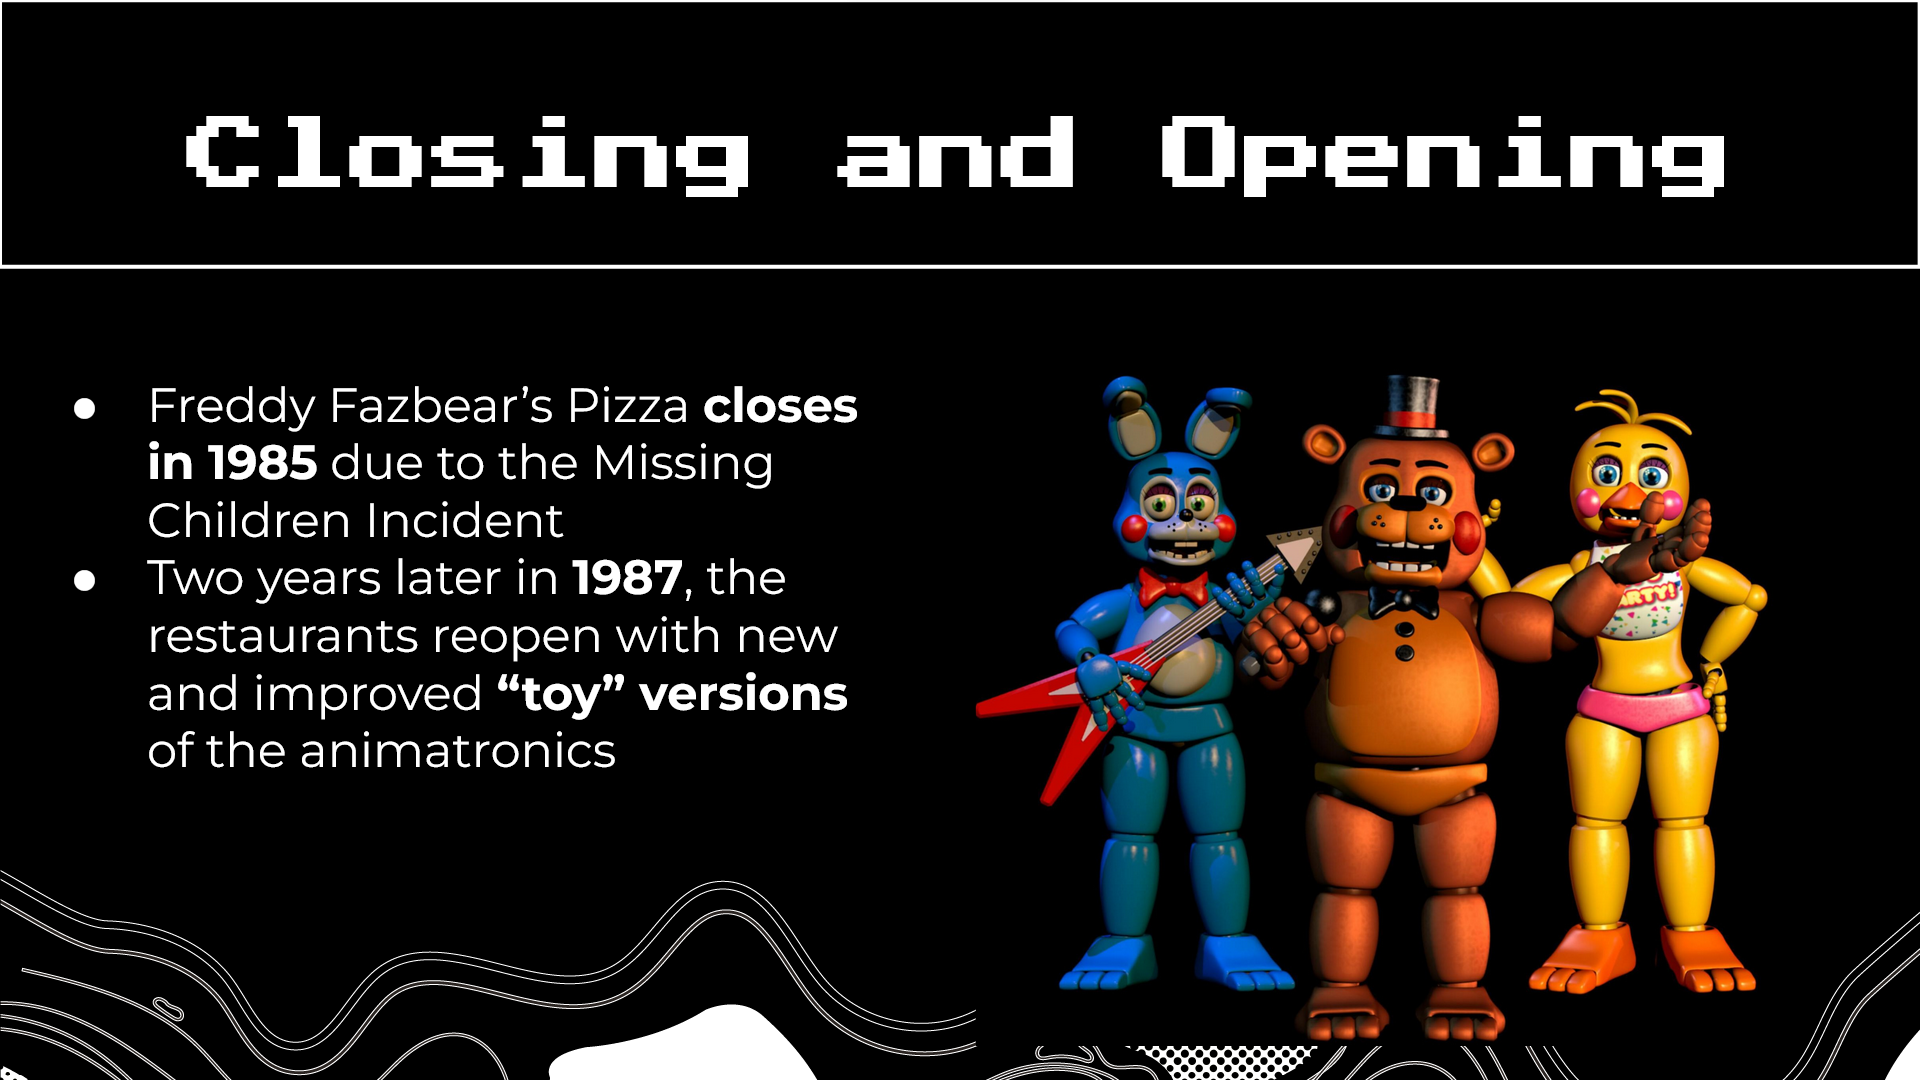 Closing and Opening
● Freddy Fazbear’s Pizza closes
in 1985 due to the Missing
Children Incident
● Two years later in 1987, the
restaurants reopen with new
and improved “toy” versions
of the animatronics
ARTY!